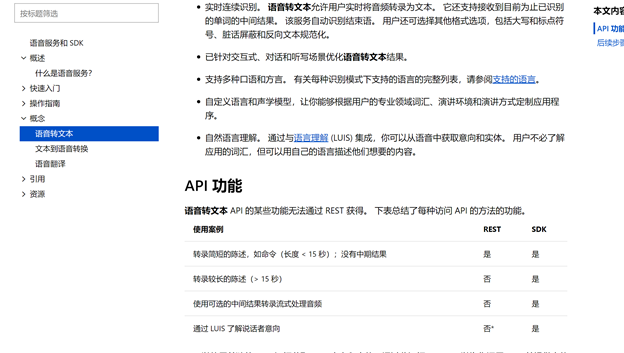 按标题筛选
语音服务和 SDK
概述
什么是语音服务?
快速入门
操作指南
概念
语音转文本
文本到语音转换
语音翻译
引用
资源
实时连续识别。 语音转文本允许用户实时将音频转录为文本。 它还支持接收到目前为止已识别
的单词的中间结果。 该服务自动识别结束语。 用户还可选择其他格式选项，包括大写和标点符
号、脏话屏蔽和反向文本规范化。
已针对交互式、对话和听写场景优化语音转文本结果。
支持多种口语和方言。 有关每种识别模式下支持的语言的完整列表，请参阅支持的语言。
自定义语言和声学模型，让你能够根据用户的专业领域词汇、演讲环境和演讲方式定制应用程
序。
自然语言理解。 通过与语言理解 (LUIS) 集成，你可以从语音中获取意向和实体。 用户不必了解
应用的词汇，但可以用自己的语言描述他们想要的内容。
API 功能
语音转文本 API 的某些功能无法通过 REST 获得。 下表总结了每种访问 API 的方法的功能。
使用案例 REST SDK
转录简短的陈述，如命令（长度 < 15 秒）；没有中期结果 是 是
转录较长的陈述（> 15 秒） 否 是
使用可选的中间结果转录流式处理音频 否 是
通过 LUIS 了解说话者意向 否* 是
本文内容
API 功能
后续步骤